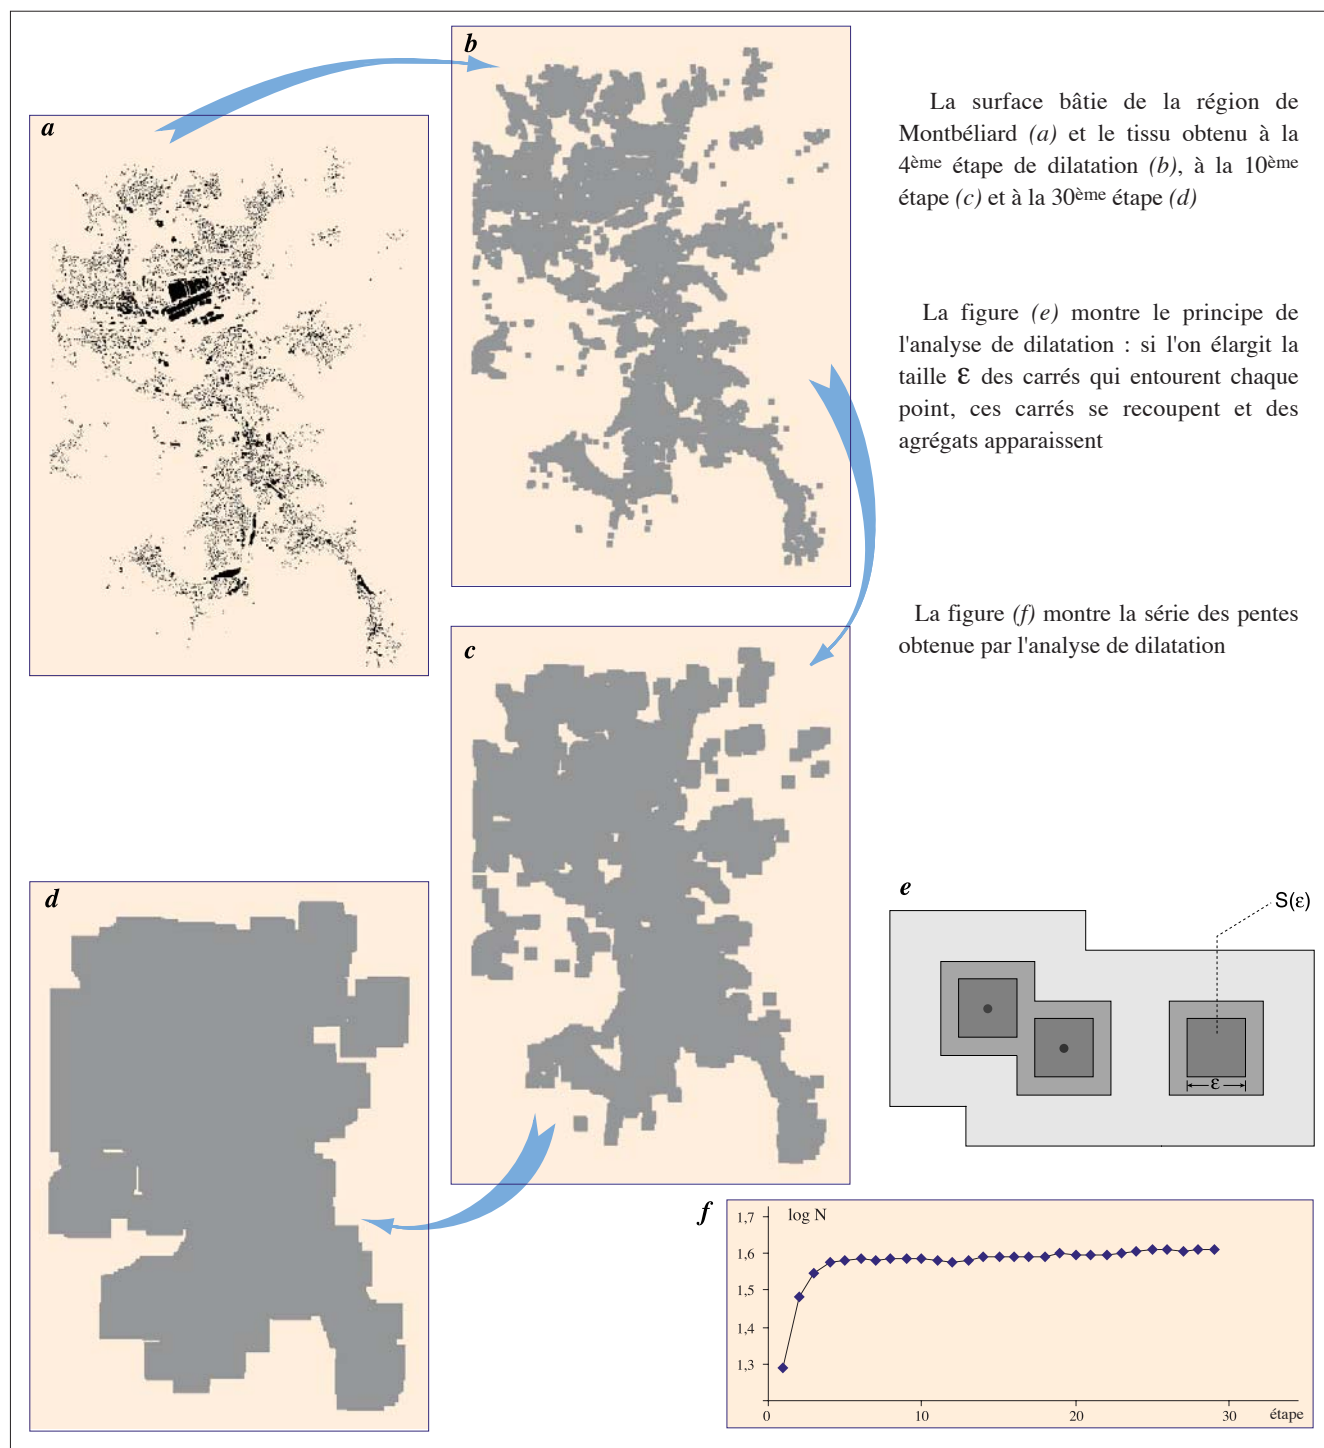 a
b
La surface bâtie de la région de
Montbéliard (a) et le tissu obtenu à la
4ème étape de dilatation (b), à la 10ème
étape (c) et à la 30ème étape (d)
La figure (e) montre le principe de
l'analyse de dilatation : si l'on élargit la
taille ε des carrés qui entourent chaque
point, ces carrés se recoupent et des
agrégats apparaissent
La figure (f) montre la série des pentes
obtenue par l'analyse de dilatation
c
d
e
S(ε)
ε
f
log N
1,7
1,6
1,5
1,4
1,3
0
10
20
30
étape